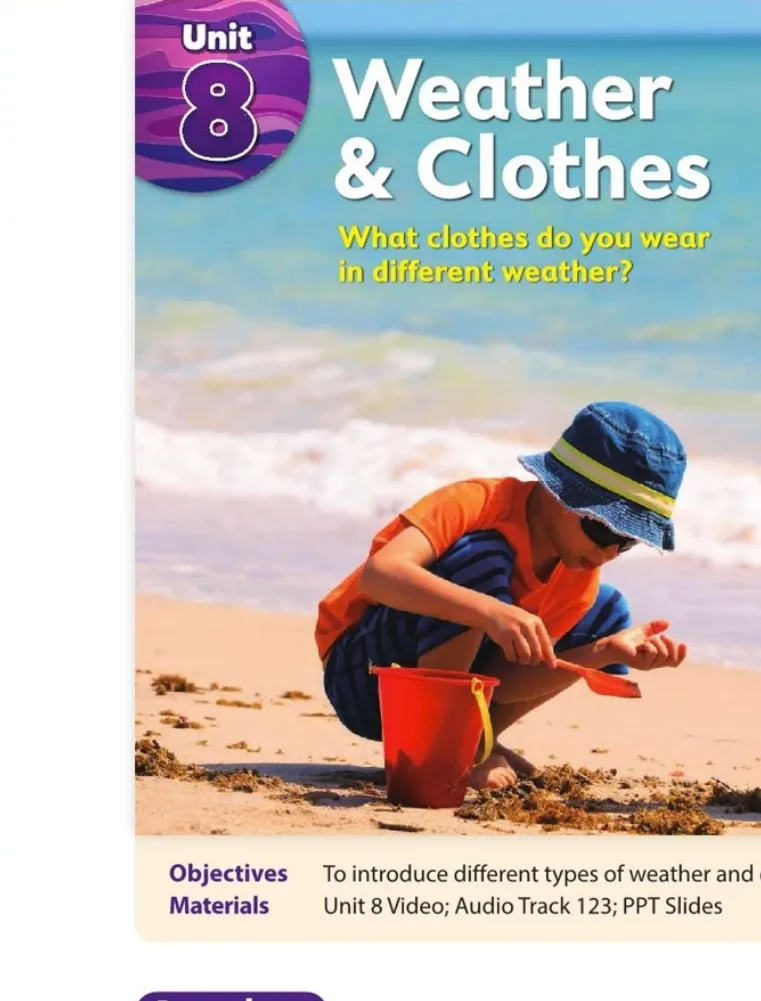 Unit
8
Weather
& Clothes
What clothes do you wear
in different weather?
Objectives To introduce different types of weather and
Materials Unit 8 Video; Audio Track 123; PPT Slides